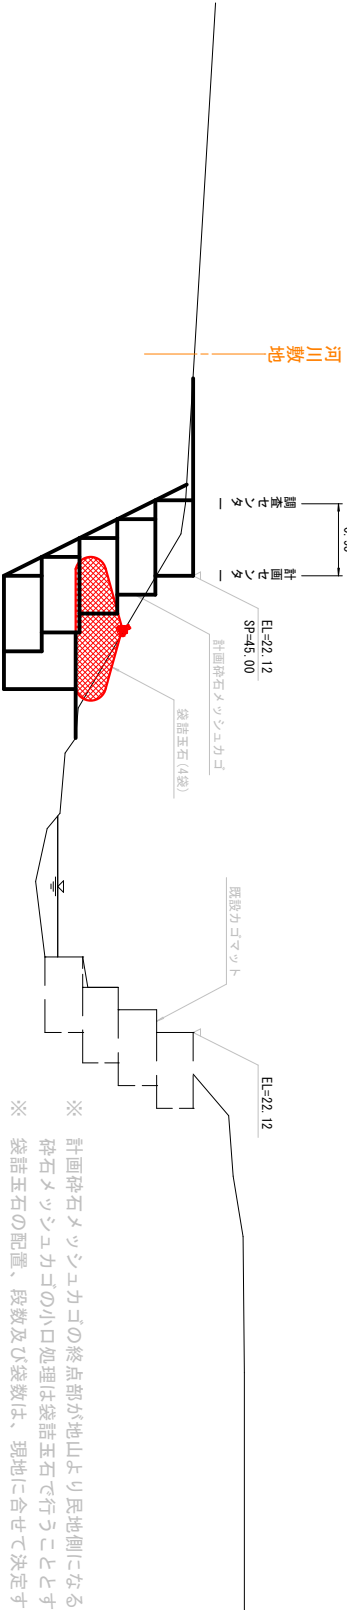 河川敷地
調査センター
計画センター
EL=22.12
SP=45.00
計画砕石メッシュカゴ
袋詰玉石(4袋)
既設カゴマット
EL=22.12
※ 計画砕石メッシュカゴの終点部が地山より民地側になる
砕石メッシュカゴの小口処理は袋詰玉石で行うこととす
※ 袋詰玉石の配置、段数及び袋数は、現地に合せて決定す